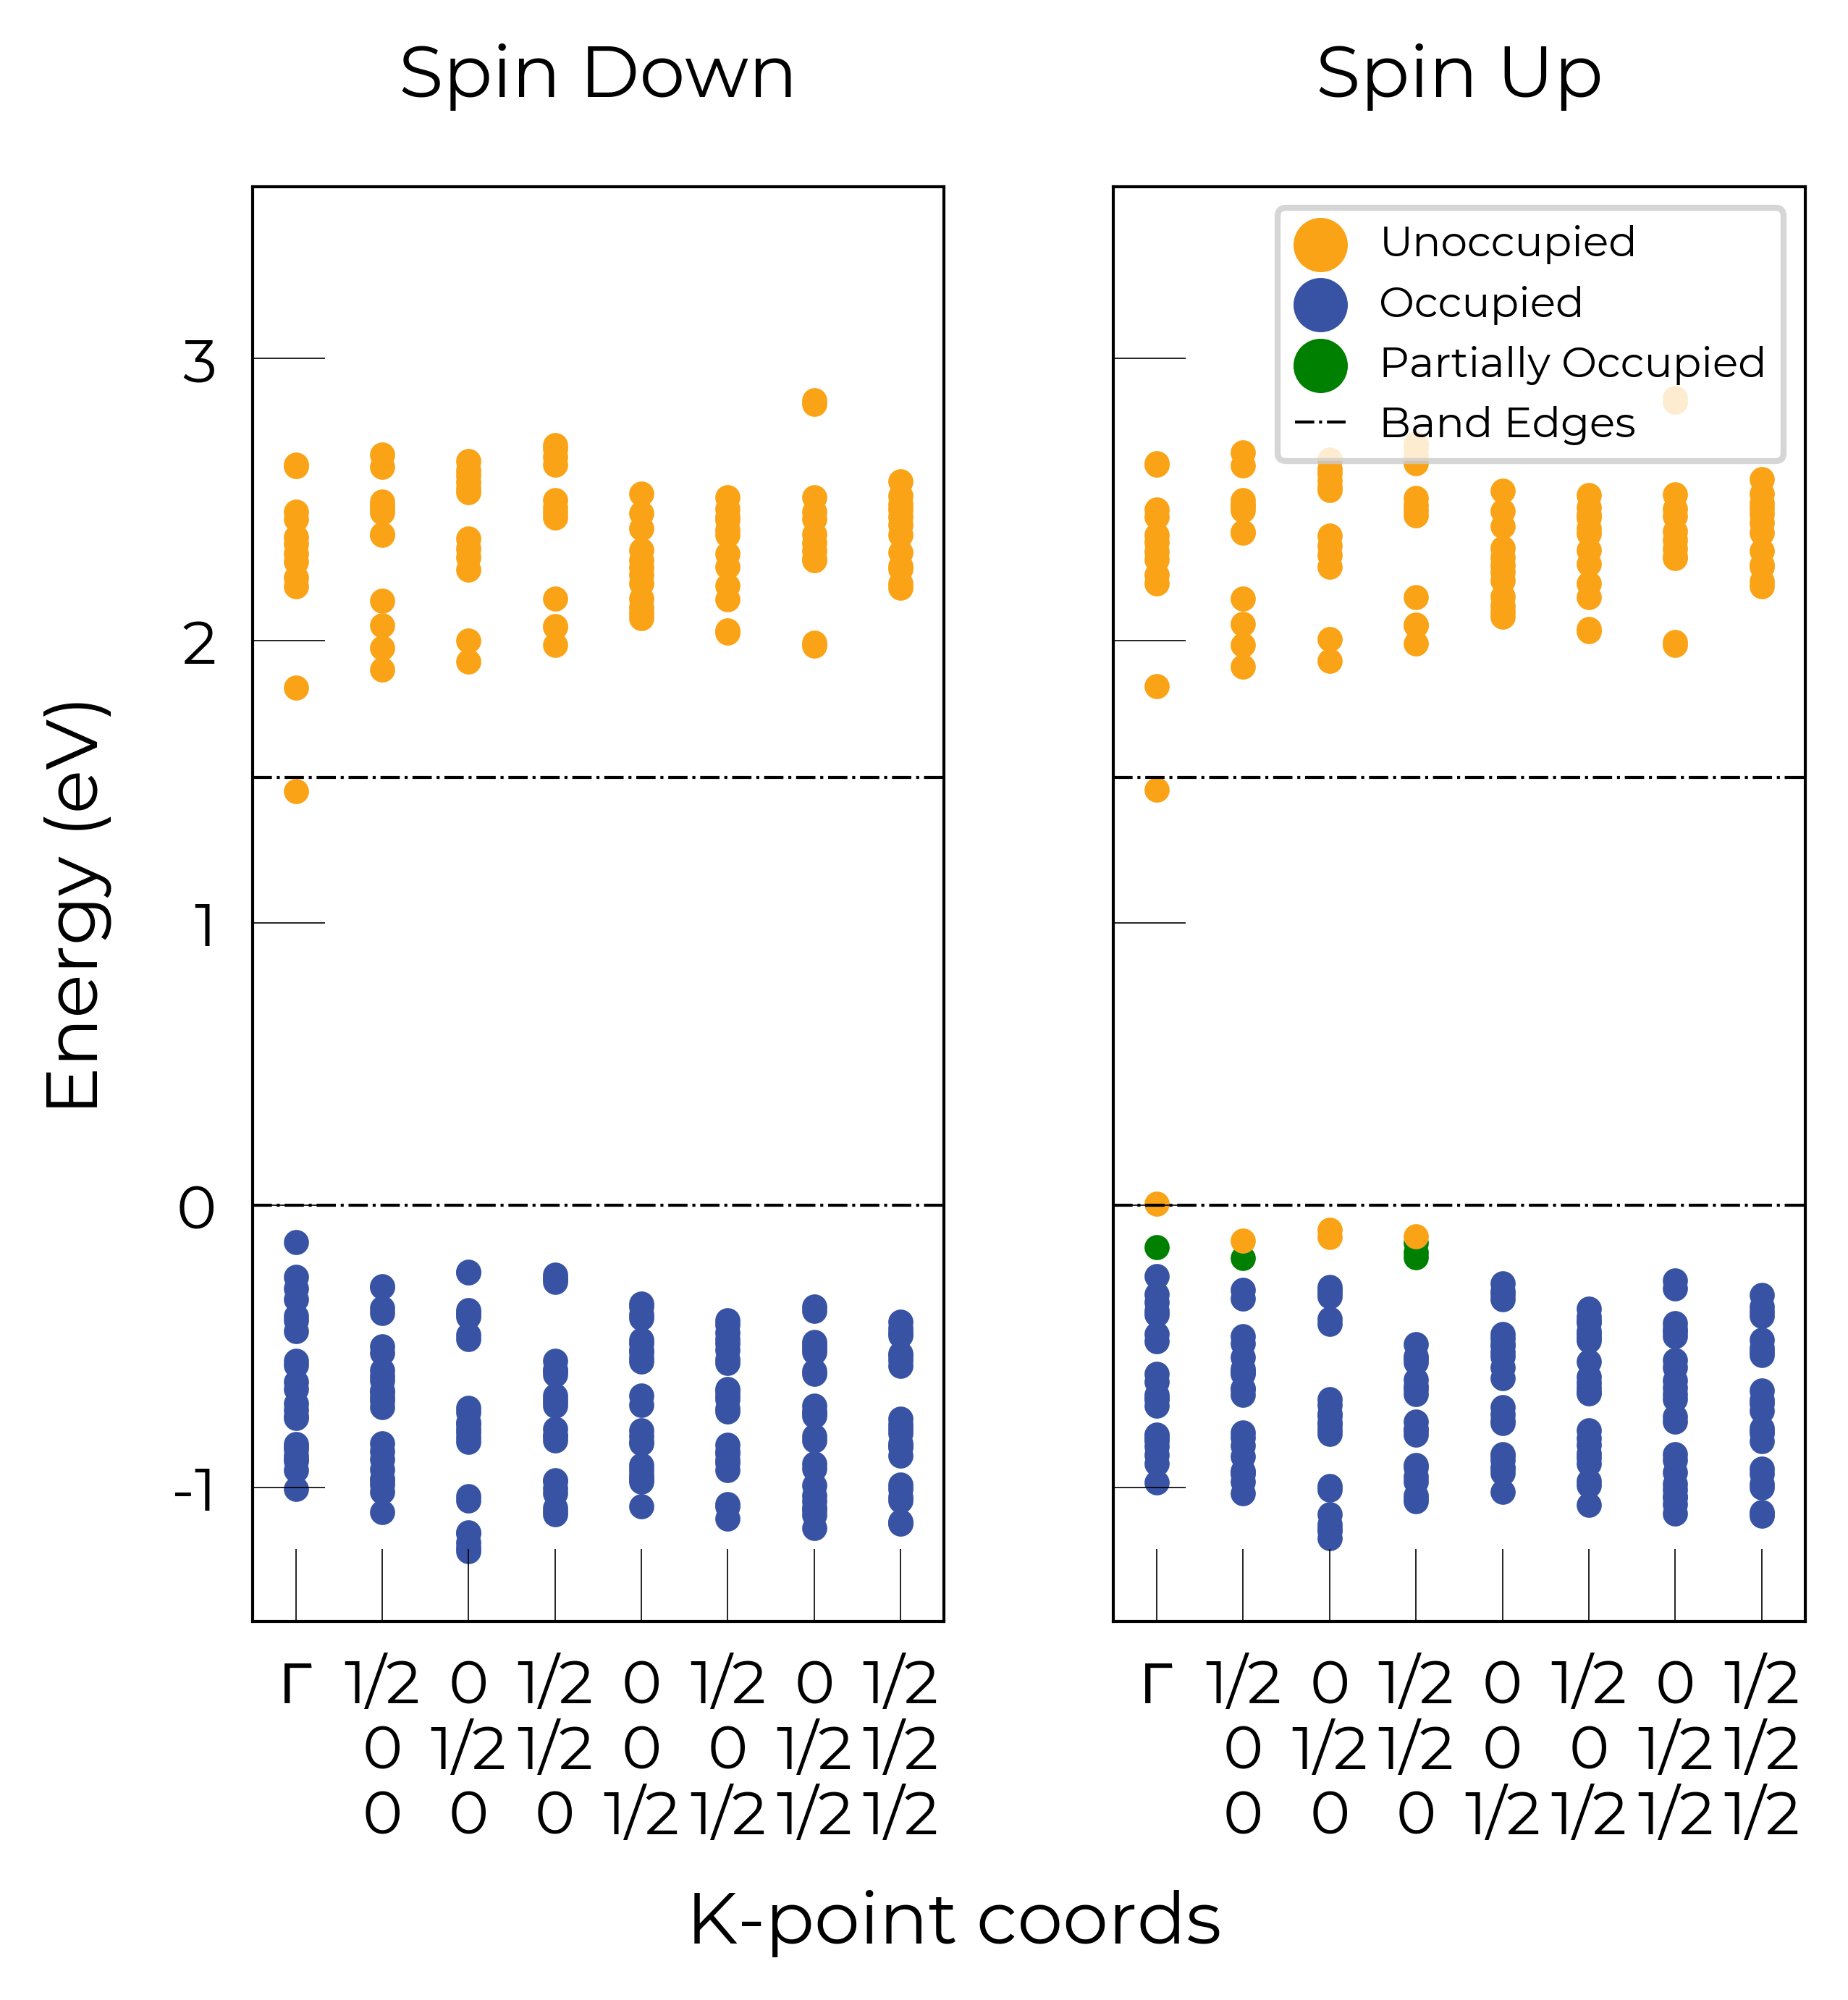 Spin Down
Spin Up
Unoccupied
Occupied
Partially Occupied
Band Edges
Energy (eV)
3
2
1
0
-1
Γ 1/2 0 1/2 0 1/2 0 1/2
0 1/2 1/2 0 0 1/2 1/2
0 0 0 1/2 1/2 1/2 1/2
Γ 1/2 0 1/2 0 1/2 0 1/2
0 1/2 1/2 0 0 1/2 1/2
0 0 0 1/2 1/2 1/2 1/2
K-point coords